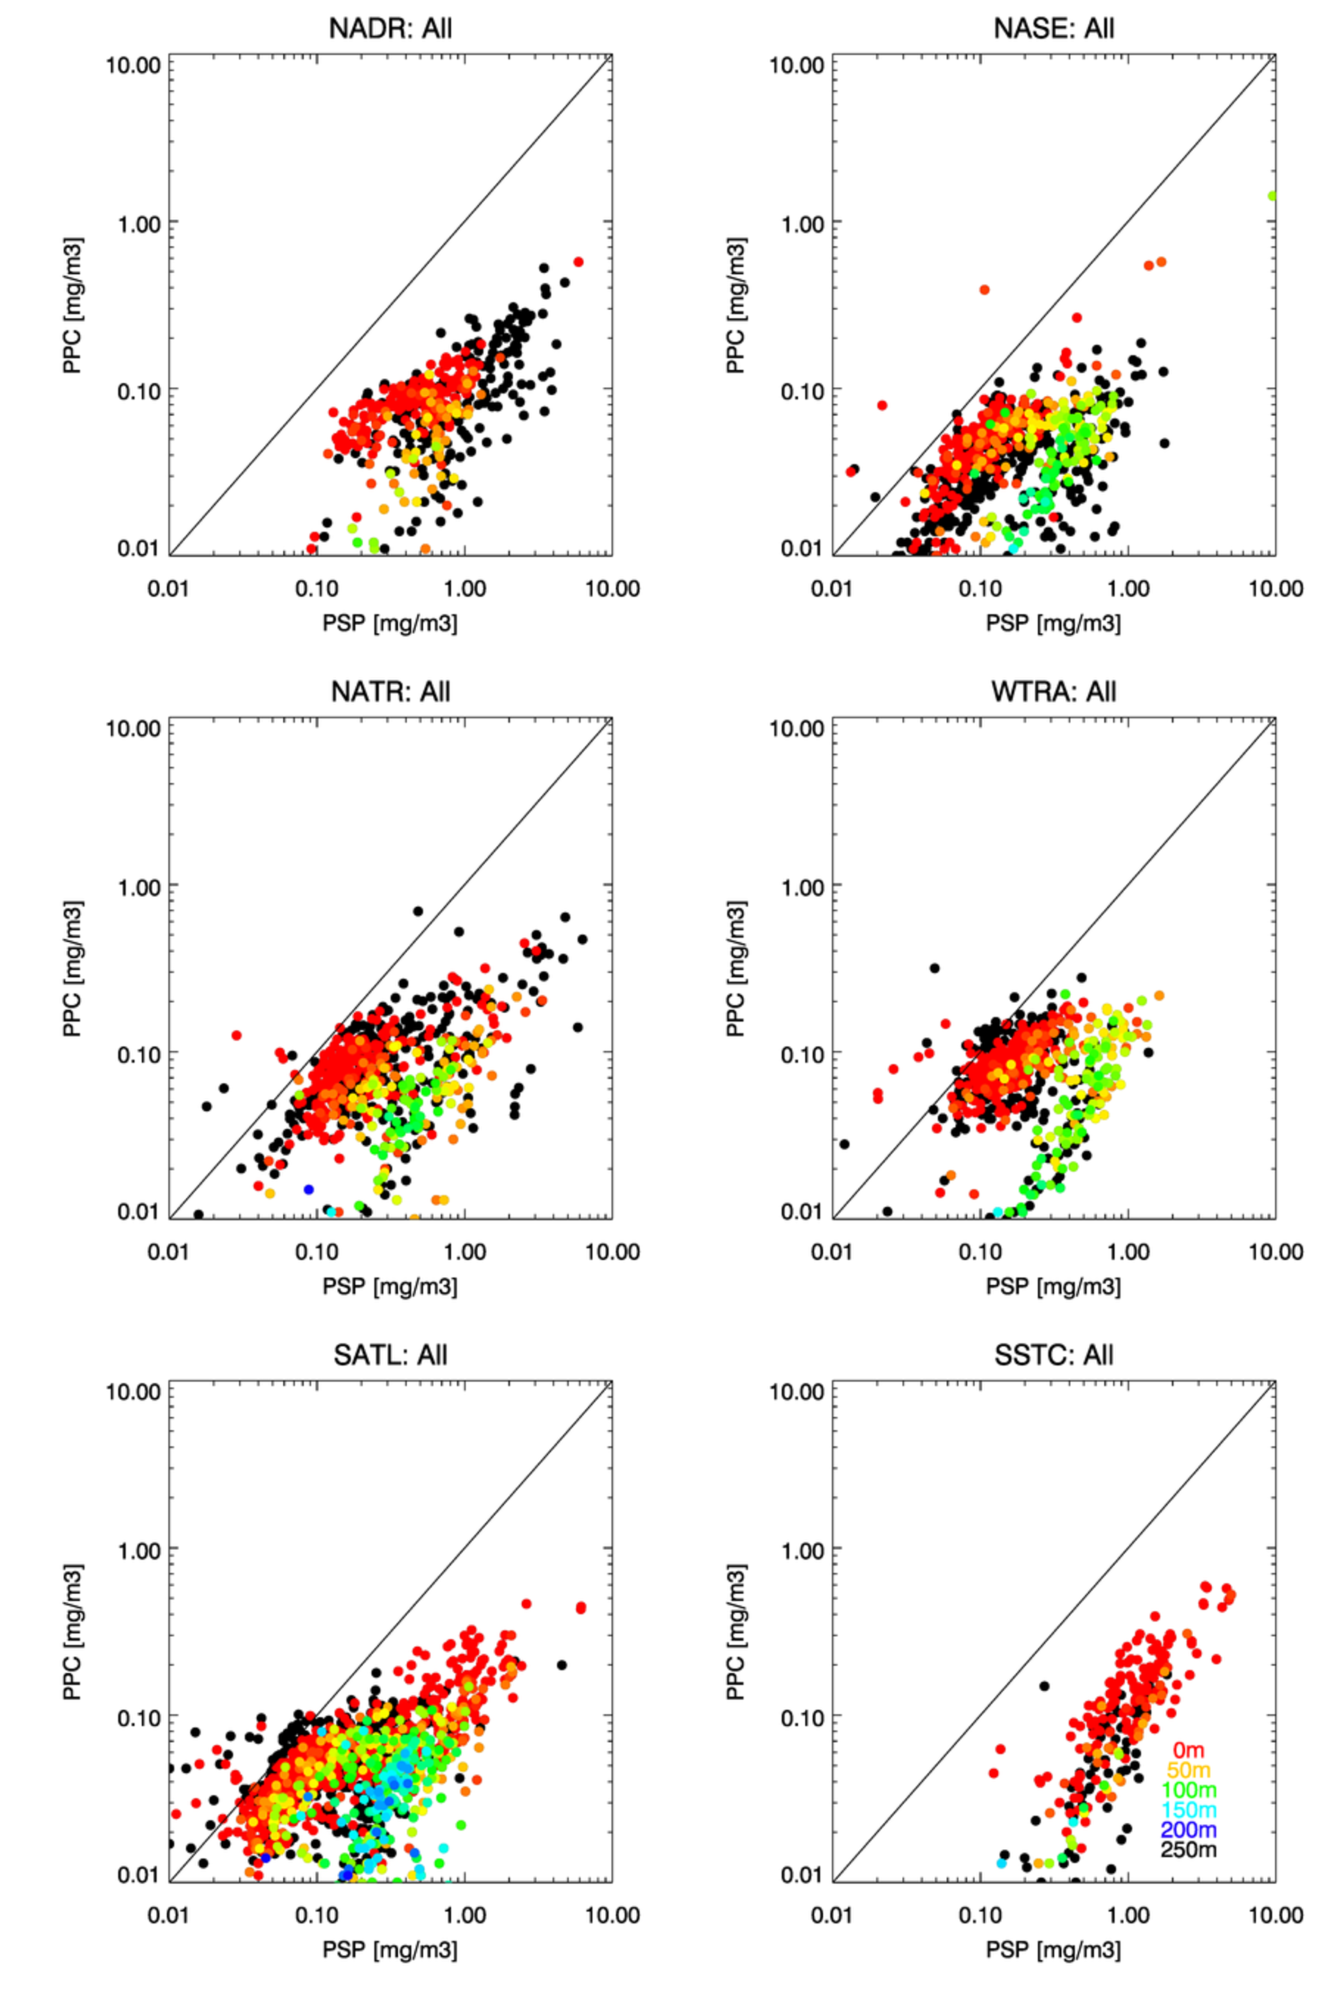 NADR: All
10.00
1.00
0.10
0.01
PPC [mg/m3]
0.01 0.10 1.00 10.00
PSP [mg/m3]
NASE: All
10.00
1.00
0.10
0.01
PPC [mg/m3]
0.01 0.10 1.00 10.00
PSP [mg/m3]
NATR: All
10.00
1.00
0.10
0.01
PPC [mg/m3]
0.01 0.10 1.00 10.00
PSP [mg/m3]
WTRA: All
10.00
1.00
0.10
0.01
PPC [mg/m3]
0.01 0.10 1.00 10.00
PSP [mg/m3]
SATL: All
10.00
1.00
0.10
0.01
PPC [mg/m3]
0.01 0.10 1.00 10.00
PSP [mg/m3]
SSTC: All
10.00
1.00
0.10
0.01
PPC [mg/m3]
0m
50m
100m
150m
200m
250m
0.01 0.10 1.00 10.00
PSP [mg/m3]